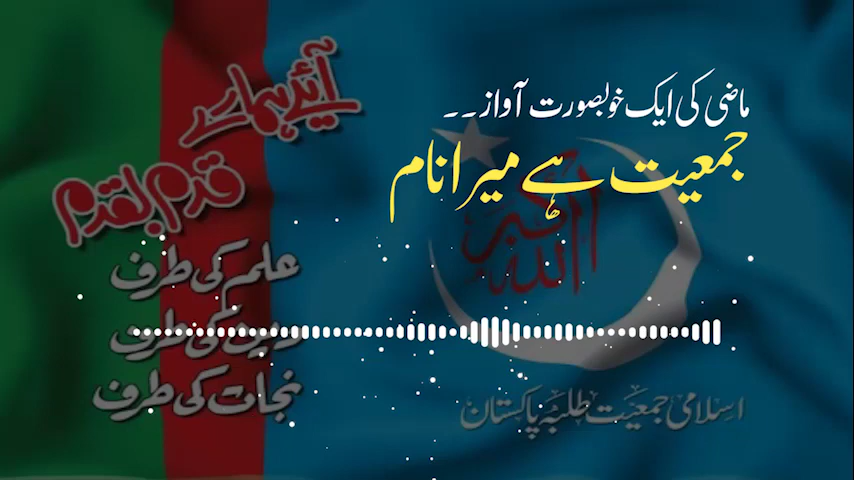 ماضی کی ایک خوبصورت آواز۔۔
جمعیت ہے میرا نام
آئیے ہمارے
قدم بقدم
علم کی طرف
دین کی طرف
نجات کی طرف
اللہ اکبر
اسلامی جمعیت طلبہ پاکستان